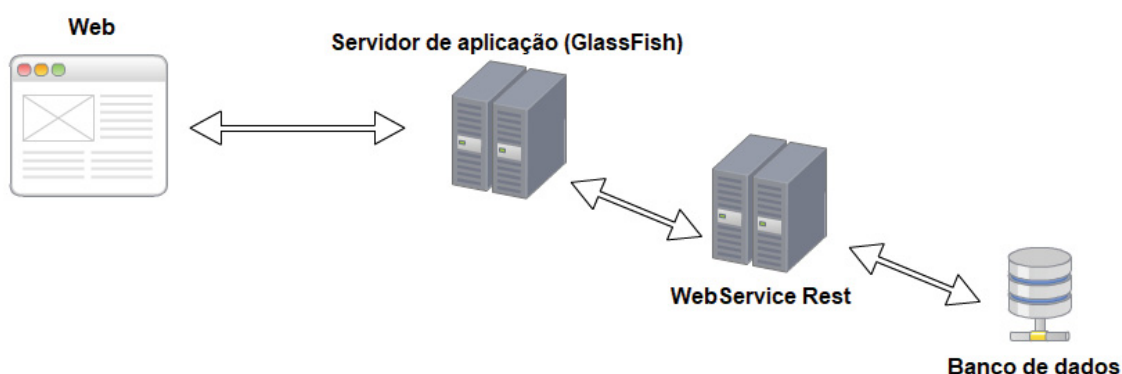 Web
Servidor de aplicação (GlassFish)
WebService Rest
Banco de dados